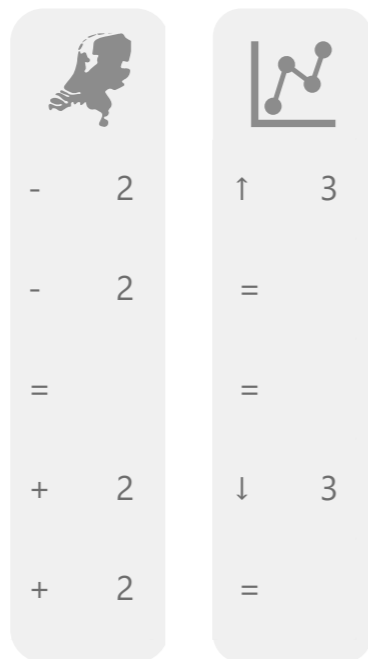 - 2 ↑ 3
- 2 =
= =
+ 2 ↓ 3
+ 2 =